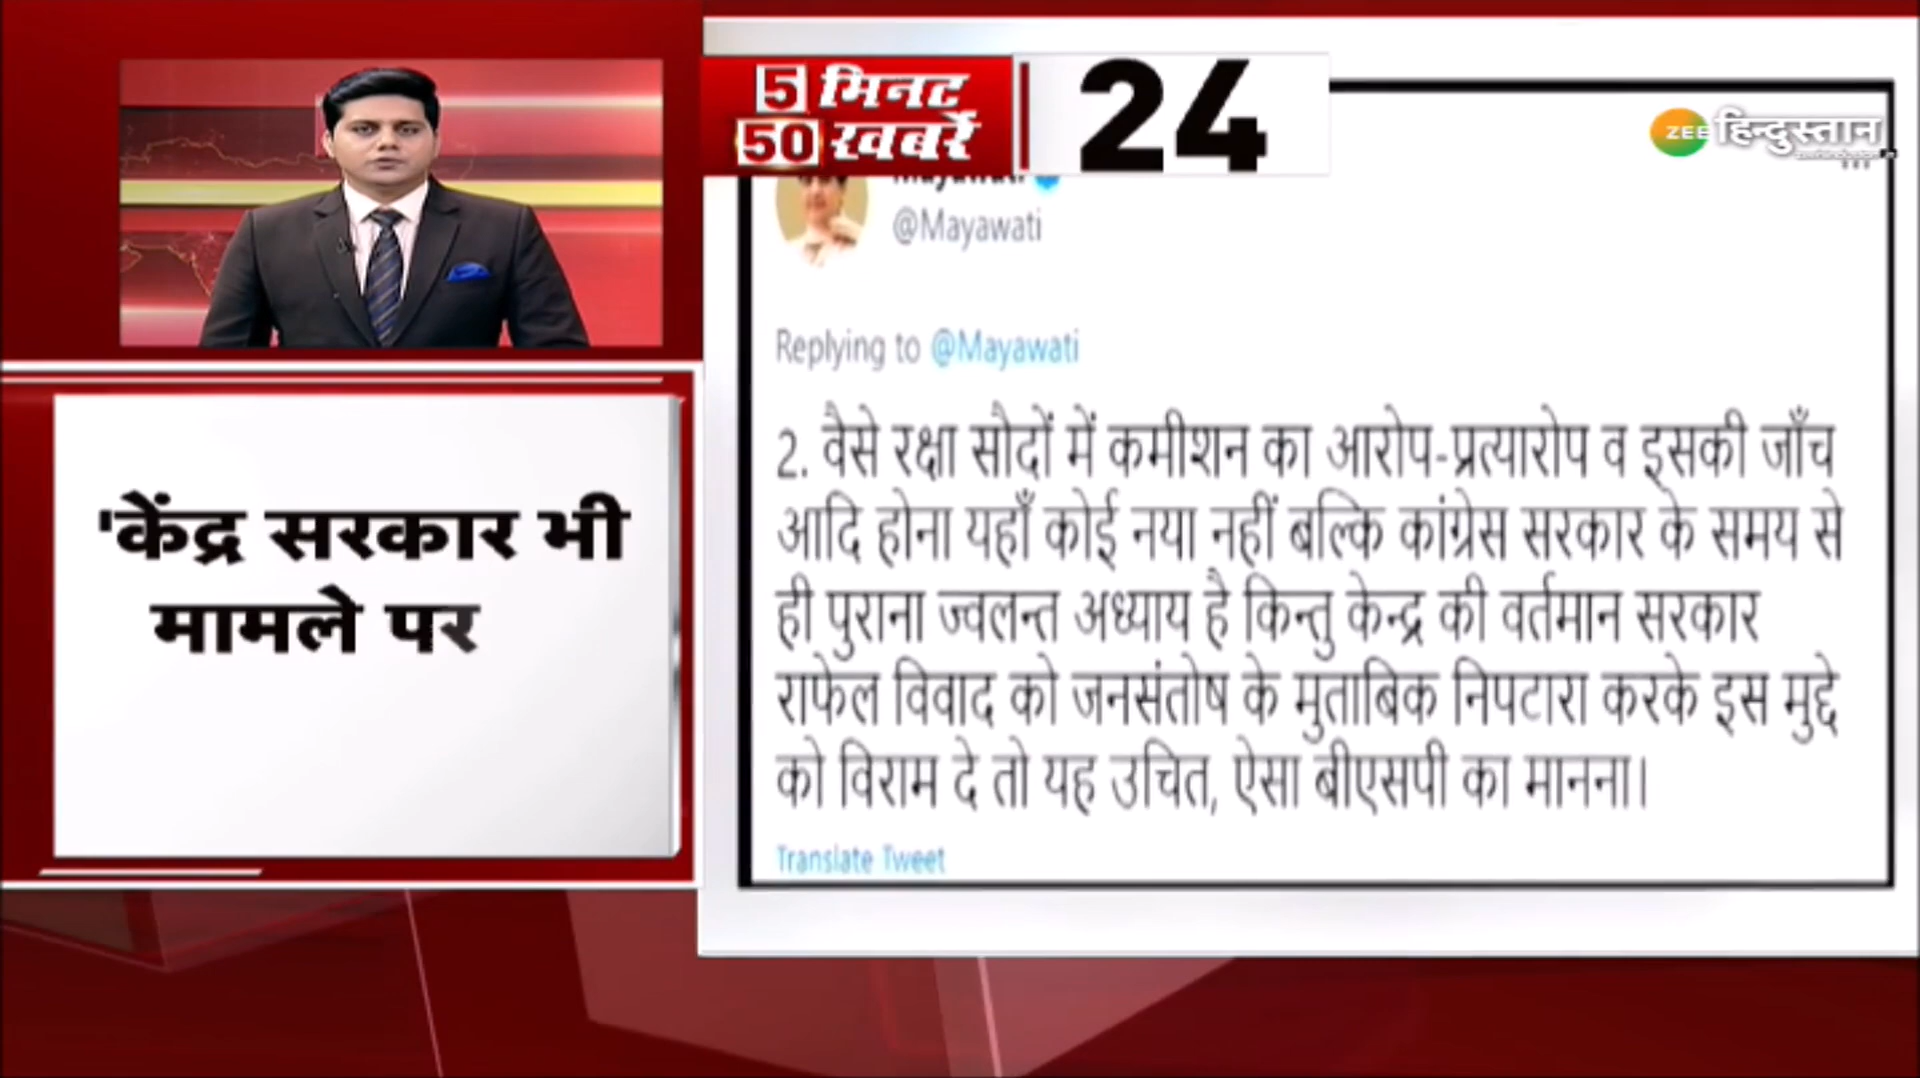 5 मिनट
50 खबरें
24
ZEE हिन्दुस्तान
@Mayawati
Replying to @Mayawati
2. वैसे रक्षा सौदों में कमीशन का आरोप-प्रत्यारोप व इसकी जाँच
आदि होना यहाँ कोई नया नहीं बल्कि कांग्रेस सरकार के समय से
ही पुराना ज्वलन्त अध्याय है किन्तु केन्द्र की वर्तमान सरकार
राफेल विवाद को जनसंतोष के मुताबिक निपटारा करके इस मुद्दे
को विराम दे तो यह उचित, ऐसा बीएसपी का मानना।
Translate Tweet
'केंद्र सरकार भी
मामले पर